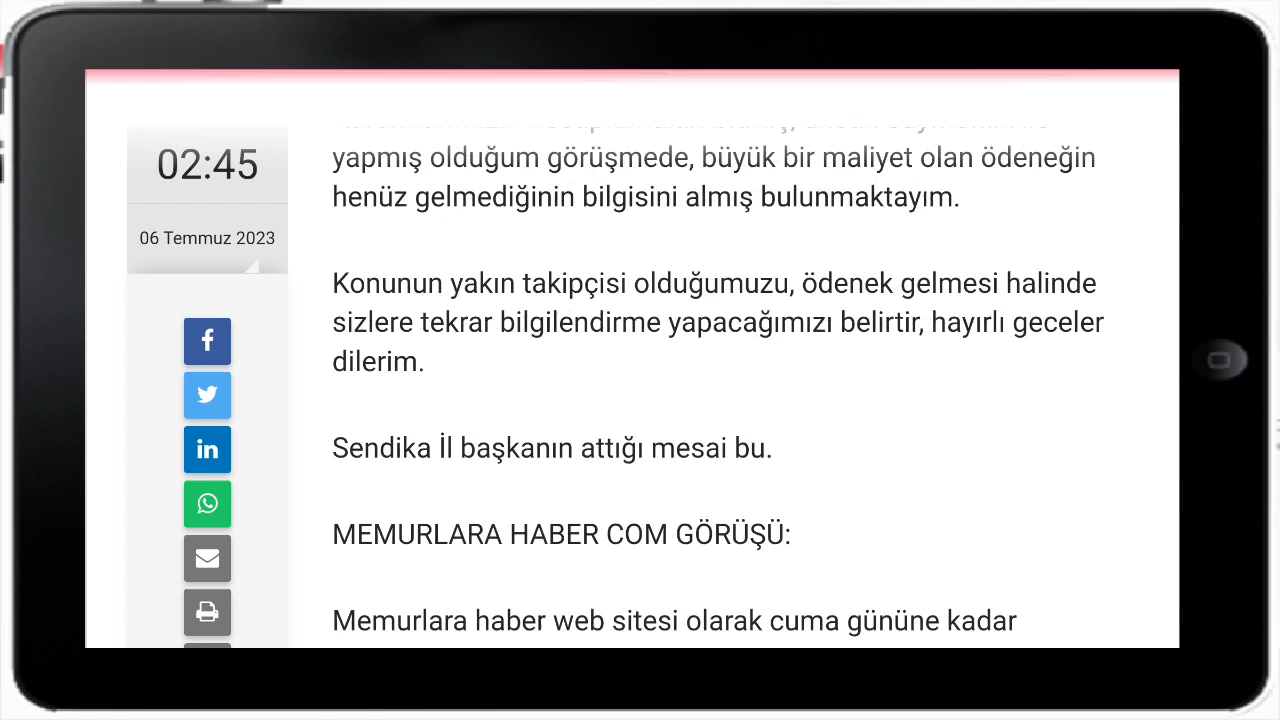 02:45
06 Temmuz 2023
yapmış olduğum görüşmede, büyük bir maliyet olan ödeneğin
henüz gelmediğinin bilgisini almış bulunmaktayım.
Konunun yakın takipçisi olduğumuzu, ödenek gelmesi halinde
sizlere tekrar bilgilendirme yapacağımızı belirtir, hayırlı geceler
dilerim.
Sendika İl başkanın attığı mesai bu.
MEMURLARA HABER COM GÖRÜŞÜ:
Memurlara haber web sitesi olarak cuma gününe kadar